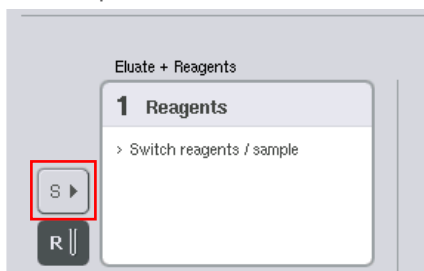 Eluate + Reagents
1 Reagents
> Switch reagents / sample
S
R